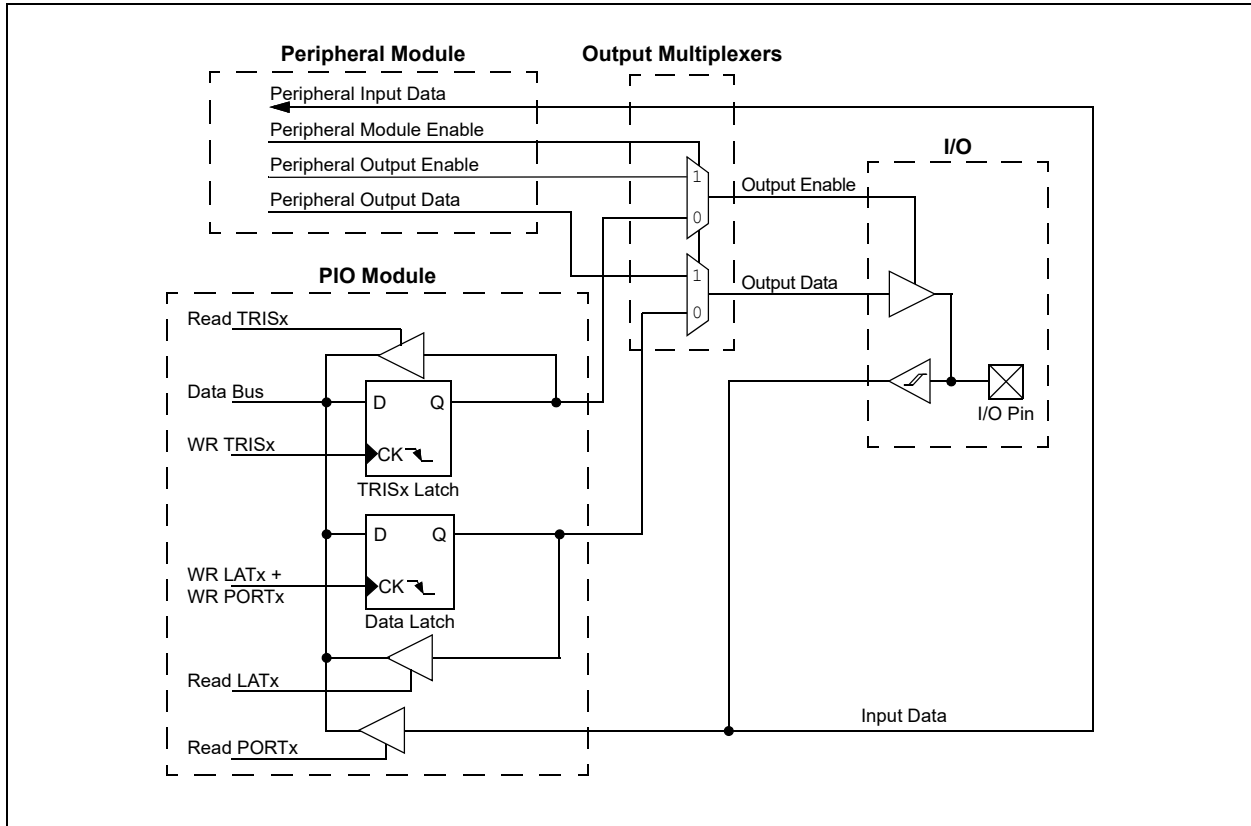 Peripheral Module
Output Multiplexers
Peripheral Input Data
Peripheral Module Enable
I/O
Peripheral Output Enable
1
Output Enable
Peripheral Output Data
0
PIO Module
1
Output Data
0
Read TRISx
Data Bus
D
Q
I/O Pin
WR TRISx
CK
TRISx Latch
D
Q
WR LATx +
WR PORTx
CK
Data Latch
Read LATx
Input Data
Read PORTx